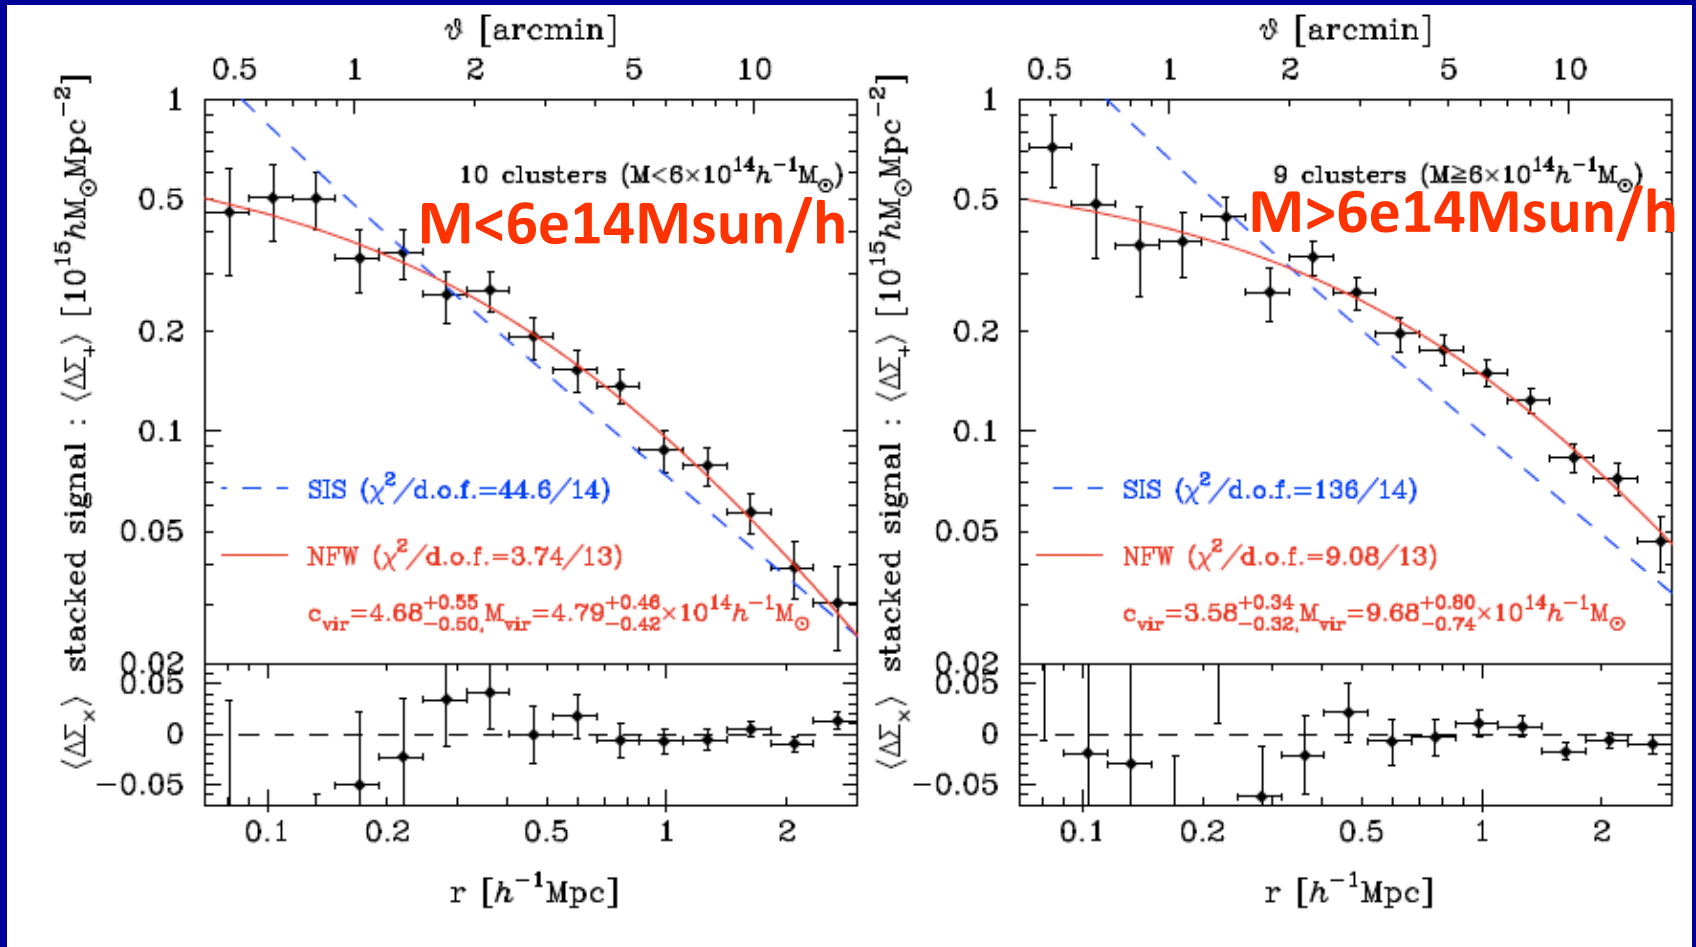 ϑ [arcmin]
0.5 1 2 5 10
⟨ΔΣ₊⟩ stacked signal : [10¹⁵hM⊙Mpc⁻²]
1
0.5
0.2
0.1
0.05
0.02
10 clusters (M<6×10¹⁴h⁻¹M⊙)
M<6e14Msun/h
SIS (χ²/d.o.f.=44.6/14)
NFW (χ²/d.o.f.=3.74/13)
c_vir=4.68+0.55−0.50, M_vir=4.79+0.46−0.42×10¹⁴h⁻¹M⊙
⟨ΔΣ×⟩
0.05
0
−0.05
0.1 0.2 0.5 1 2
r [h⁻¹Mpc]
ϑ [arcmin]
0.5 1 2 5 10
stacked signal : ⟨ΔΣ₊⟩ [10¹⁵hM⊙Mpc⁻²]
1
0.5
0.2
0.1
0.05
0.02
9 clusters (M≧6×10¹⁴h⁻¹M⊙)
M>6e14Msun/h
SIS (χ²/d.o.f.=136/14)
NFW (χ²/d.o.f.=9.08/13)
c_vir=3.58+0.34−0.32, M_vir=9.68+0.80−0.74×10¹⁴h⁻¹M⊙
⟨ΔΣ×⟩
0.05
0
−0.05
0.1 0.2 0.5 1 2
r [h⁻¹Mpc]